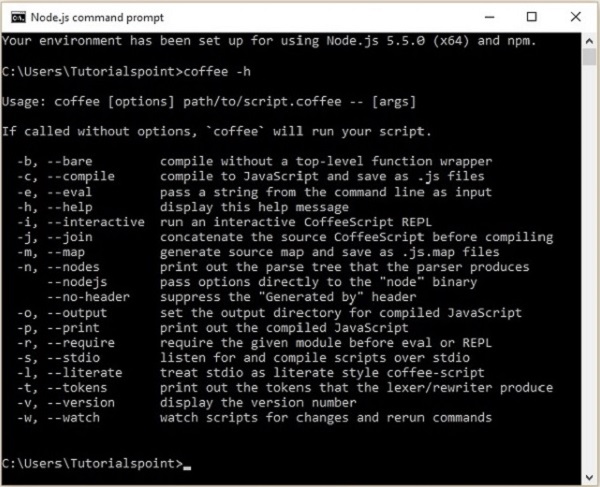 Node.js command prompt
Your environment has been set up for using Node.js 5.5.0 (x64) and npm.
C:\Users\Tutorialspoint>coffee -h
Usage: coffee [options] path/to/script.coffee -- [args]
If called without options, `coffee` will run your script.
-b, --bare compile without a top-level function wrapper
-c, --compile compile to JavaScript and save as .js files
-e, --eval pass a string from the command line as input
-h, --help display this help message
-i, --interactive run an interactive CoffeeScript REPL
-j, --join concatenate the source CoffeeScript before compiling
-m, --map generate source map and save as .js.map files
-n, --nodes print out the parse tree that the parser produces
--nodejs pass options directly to the "node" binary
--no-header suppress the "Generated by" header
-o, --output set the output directory for compiled JavaScript
-p, --print print out the compiled JavaScript
-r, --require require the given module before eval or REPL
-s, --stdio listen for and compile scripts over stdio
-l, --literate treat stdio as literate style coffee-script
-t, --tokens print out the tokens that the lexer/rewriter produce
-v, --version display the version number
-w, --watch watch scripts for changes and rerun commands
C:\Users\Tutorialspoint>